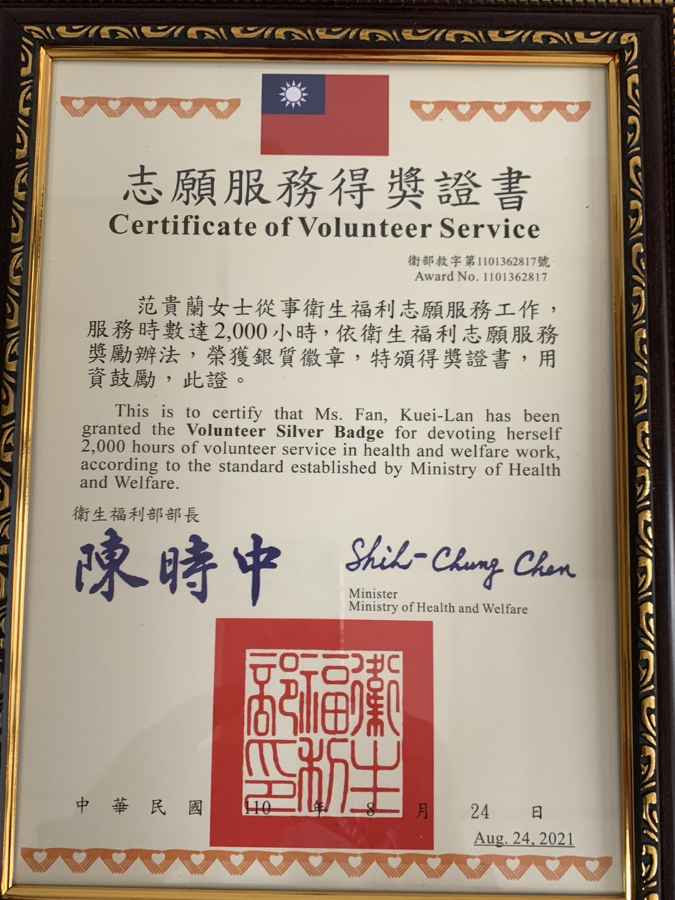 志願服務得獎證書
Certificate of Volunteer Service
衛部救字第1101362817號
Award No. 1101362817
范貴蘭女士從事衛生福利志願服務工作，
服務時數達2,000小時，依衛生福利志願服務
獎勵辦法，榮獲銀質徽章，特頒得獎證書，用
資鼓勵，此證。
This is to certify that Ms. Fan, Kuei-Lan has been
granted the Volunteer Silver Badge for devoting herself
2,000 hours of volunteer service in health and welfare work,
according to the standard established by Ministry of Health
and Welfare.
衛生福利部部長
陳時中
Shih-Chung Chen
Minister
Ministry of Health and Welfare
衛生福利部印
中華民國 110 年 8 月 24 日
Aug. 24, 2021